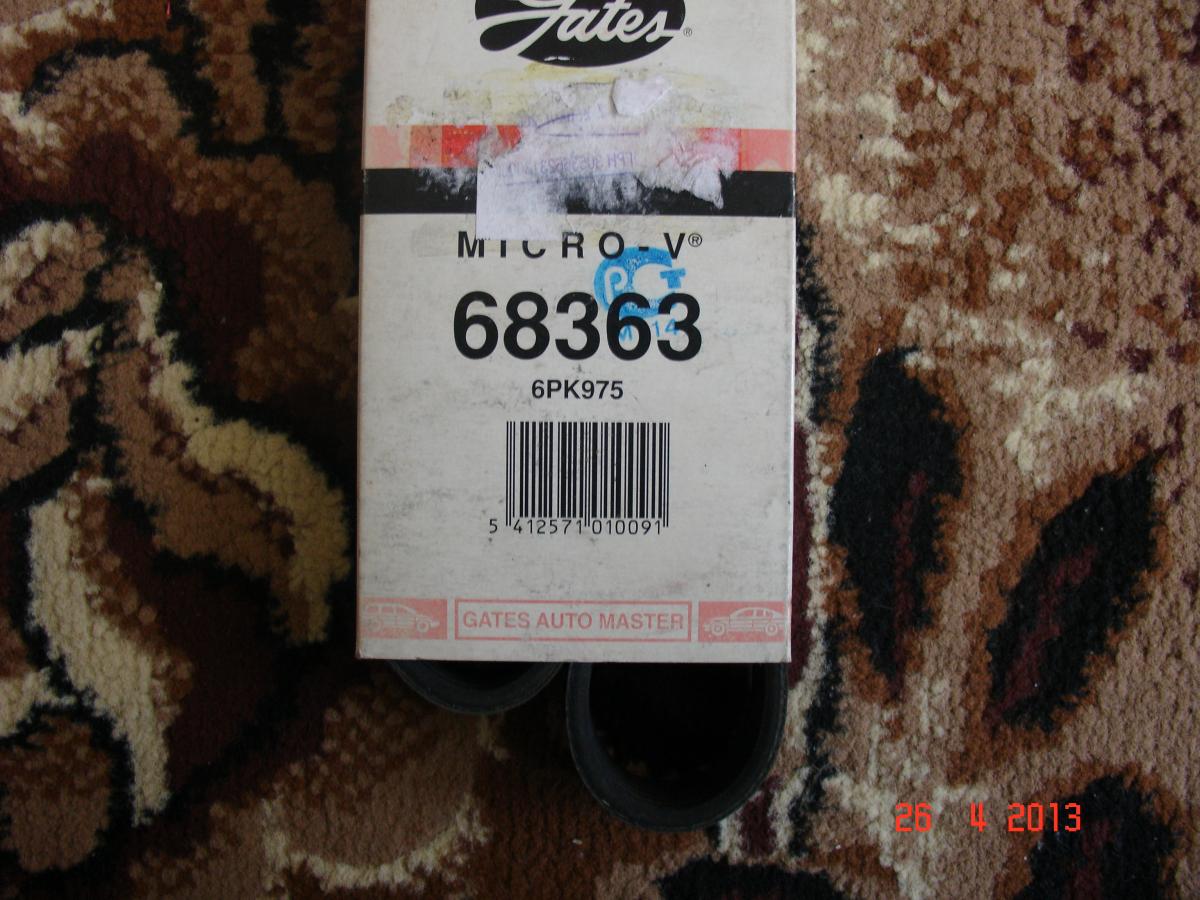 Gates®
MICRO-V®
68363
6PK975
5 412571 010091
GATES AUTO MASTER
26 4 2013